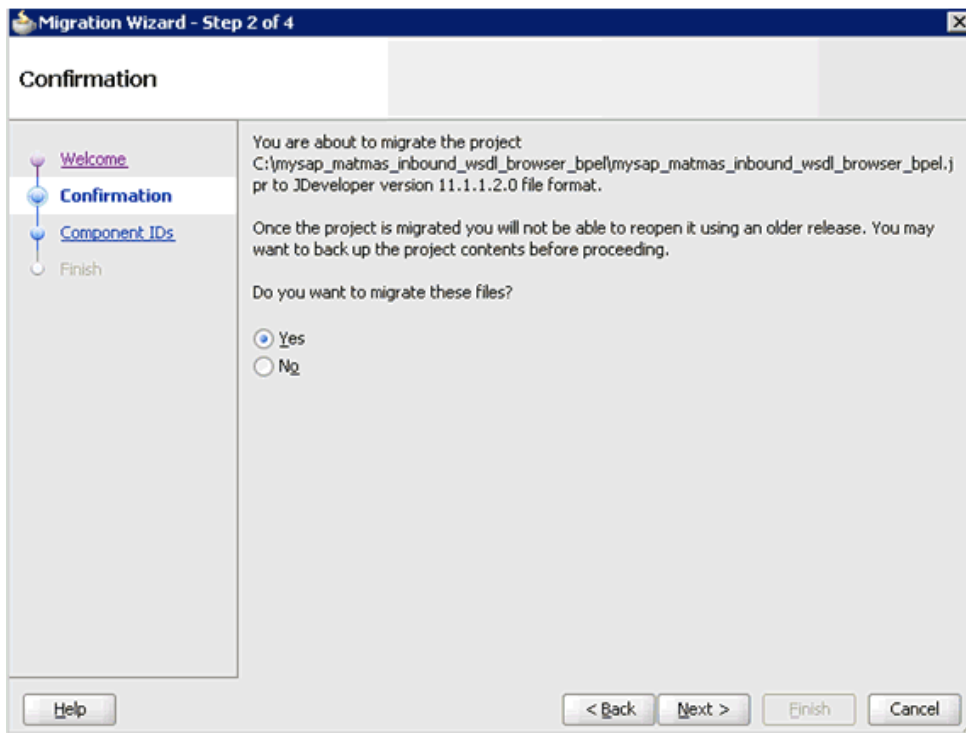 Migration Wizard - Step 2 of 4
Confirmation
Welcome
Confirmation
Component IDs
Finish
You are about to migrate the project
C:\mysap_matmas_inbound_wsdl_browser_bpel\mysap_matmas_inbound_wsdl_browser_bpel.j
pr to JDeveloper version 11.1.1.2.0 file format.
Once the project is migrated you will not be able to reopen it using an older release. You may
want to back up the project contents before proceeding.
Do you want to migrate these files?
Yes
No
Help
< Back
Next >
Finish
Cancel